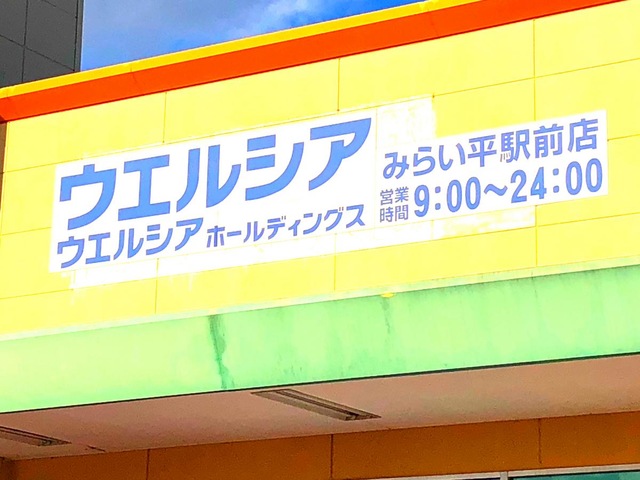 ウエルシア
ウエルシア ホールディングス
みらい平駅前店
営業時間 9:00～24:00